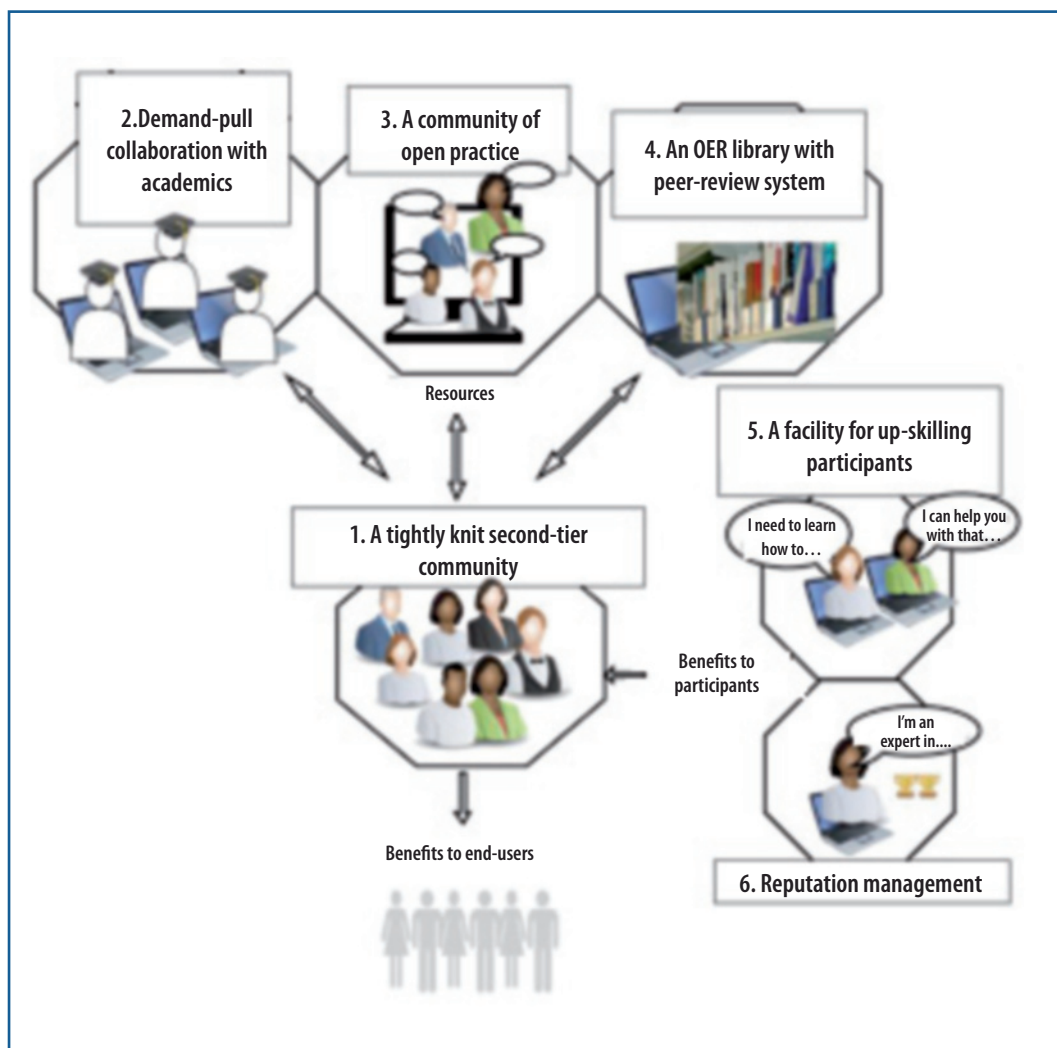 2.Demand-pull
collaboration with
academics
3. A community of
open practice
4. An OER library with
peer-review system
Resources
5. A facility for up-skilling
participants
I need to learn
how to…
I can help you
with that…
1. A tightly knit second-tier
community
Benefits to
participants
I'm an
expert in....
Benefits to end-users
6. Reputation management